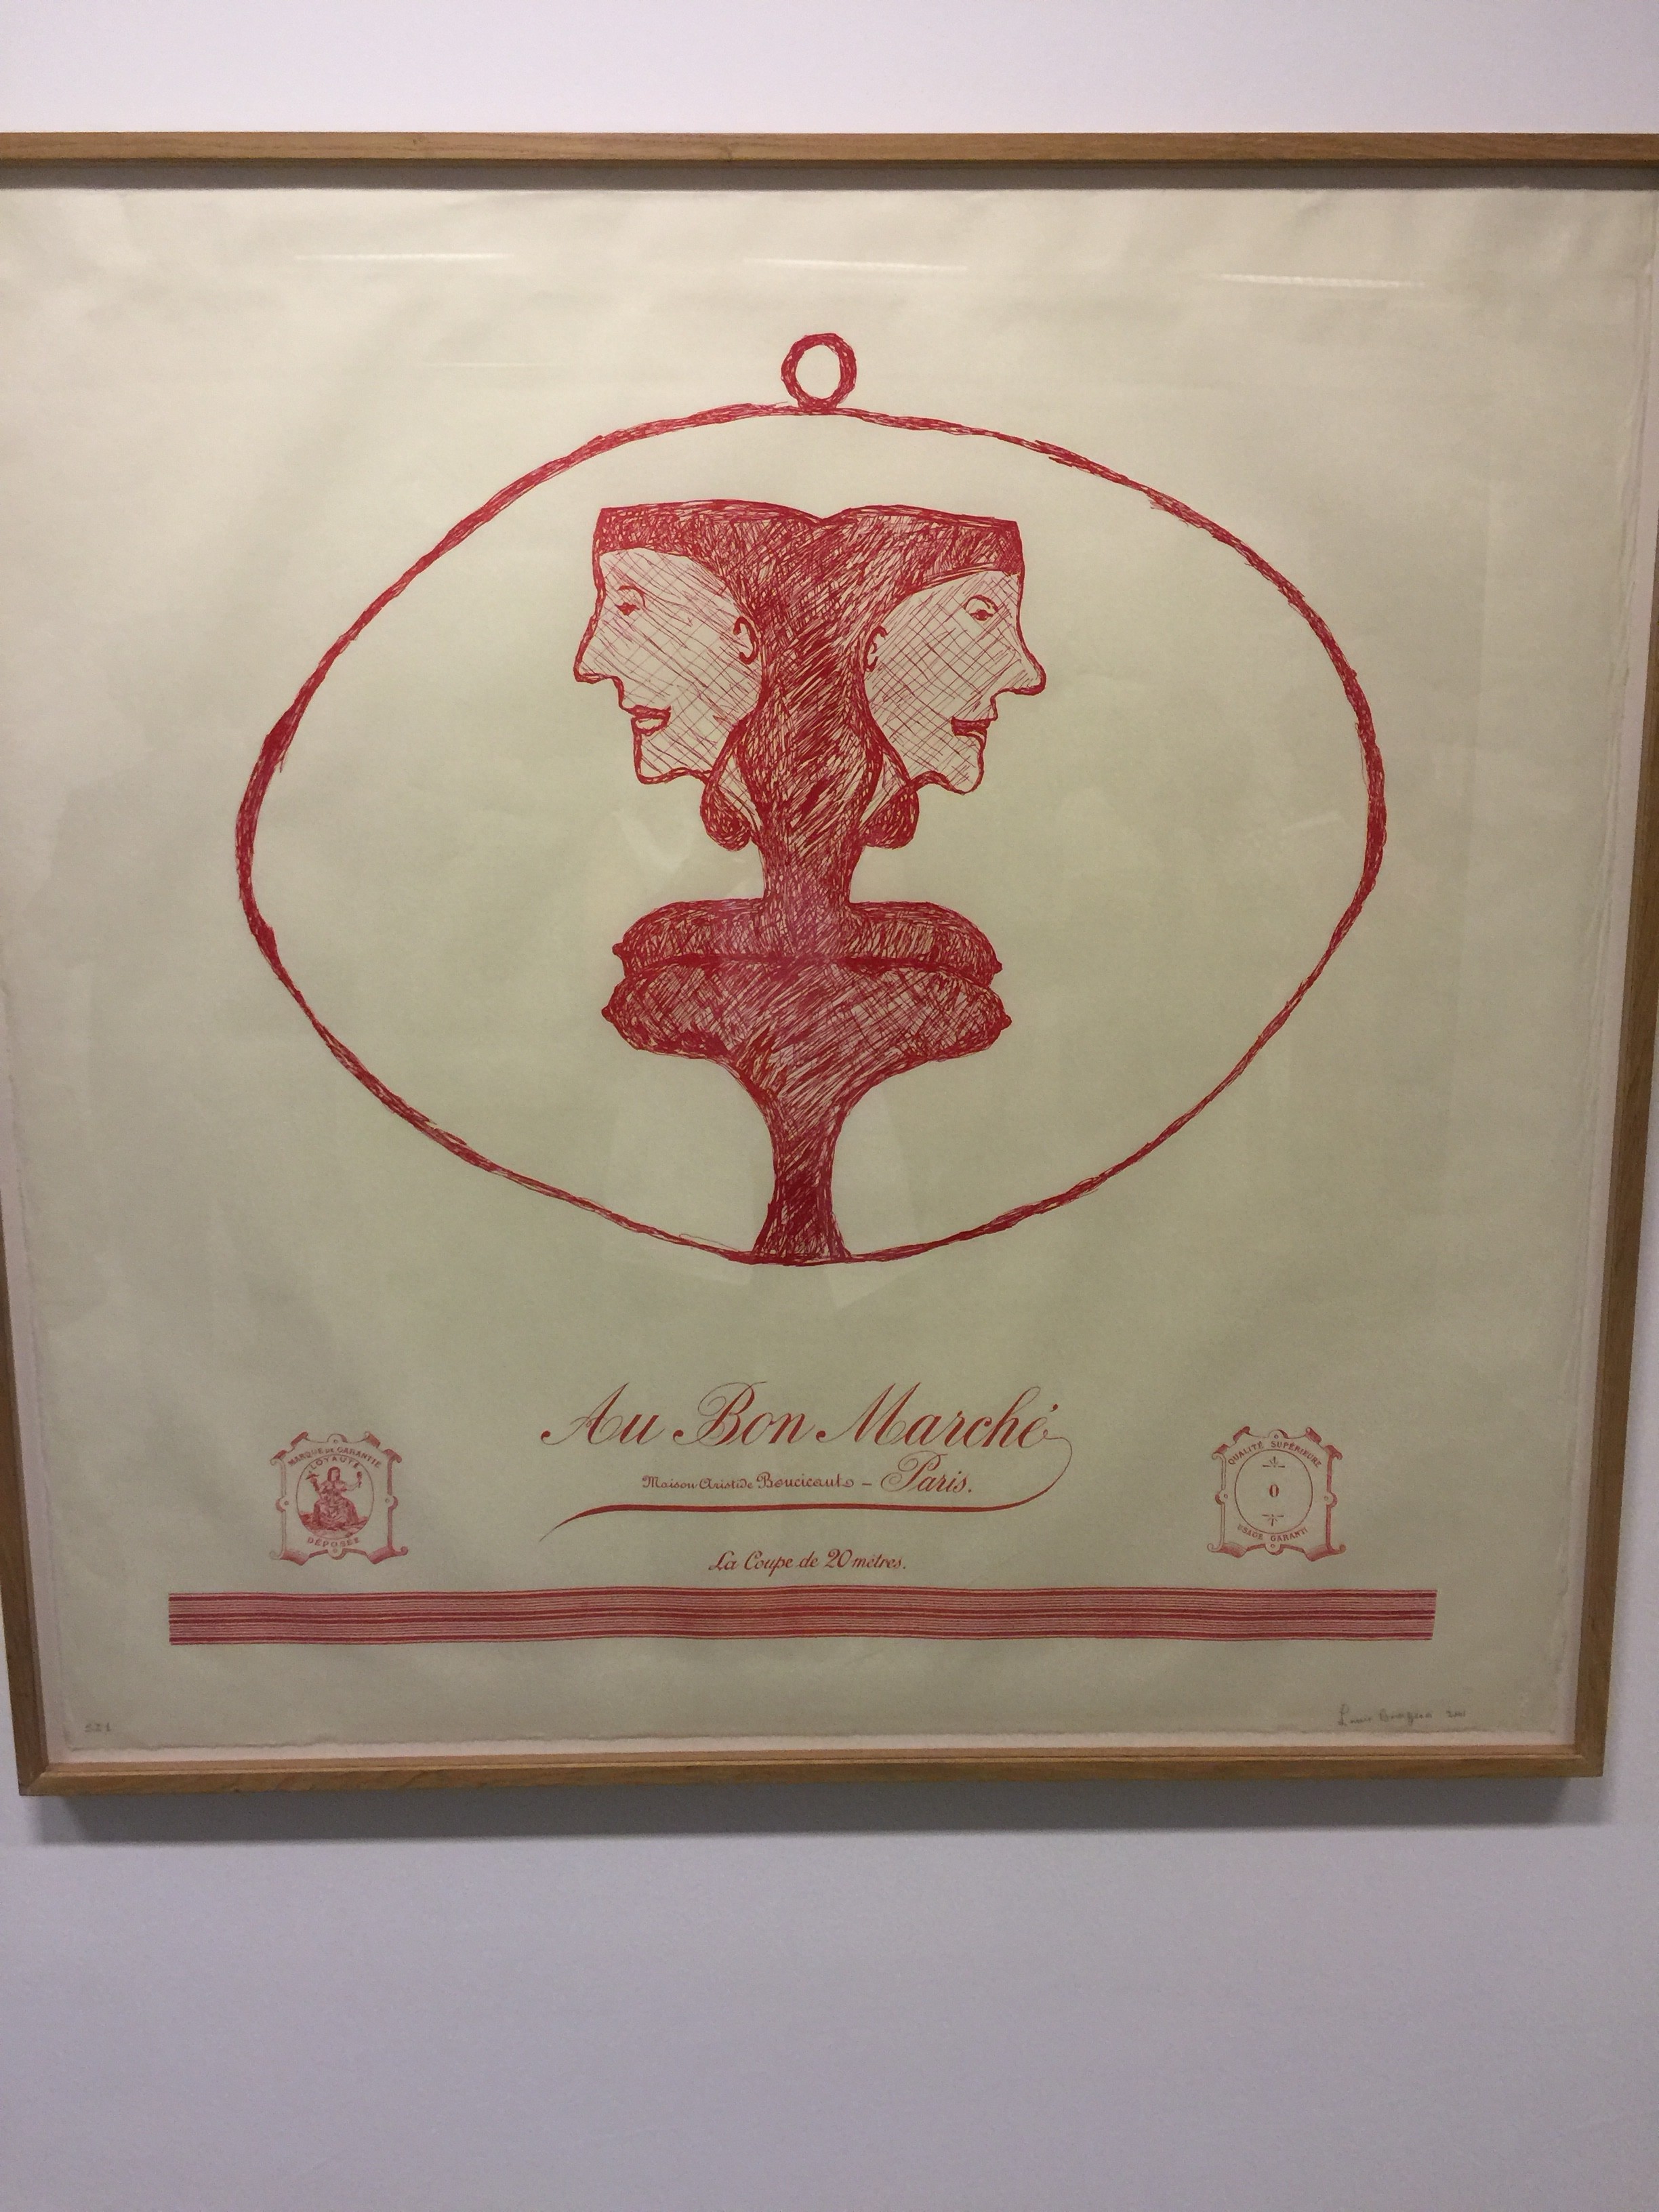 Au Bon Marché
Maison Aristide Boucicaut – Paris.
MARQUE DE GARANTIE
LOYAUTÉ
DÉPOSÉE
QUALITÉ SUPÉRIEURE
0
USAGE GARANTI
La Coupe de 20 mètres.